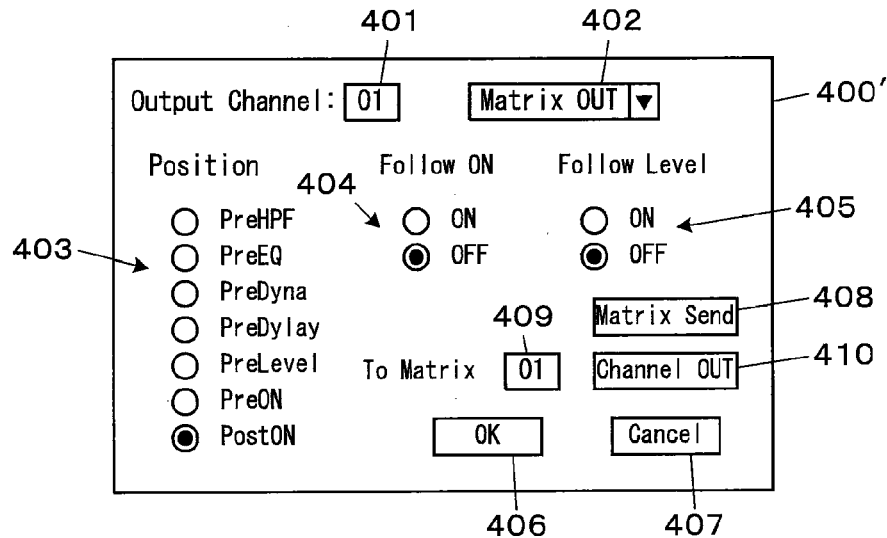 401
402
Output Channel: 01
Matrix OUT ▼
400'
Position
Follow ON
Follow Level
404
PreHPF
ON
ON
405
403
PreEQ
OFF
OFF
PreDyna
PreDylay
409
Matrix Send
408
PreLevel
To Matrix 01
Channel OUT
410
PreON
PostON
OK
Cancel
406
407